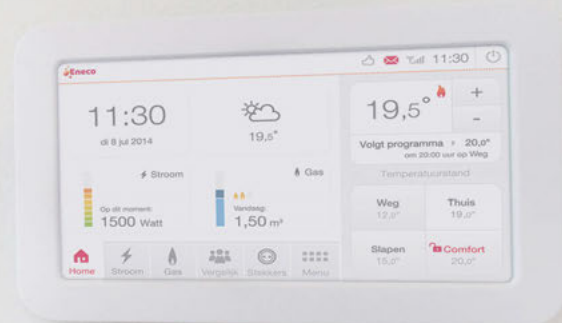 Eneco
11:30
11:30
di 8 jul 2014
19,5°
19,5°
+
-
Volgt programma » 20,0°
om 20:00 uur op Weg
Temperatuurstand
Stroom
Op dit moment:
1500 Watt
Gas
Vandaag:
1,50 m³
Weg
12,0°
Thuis
19,0°
Slapen
15,0°
Comfort
20,0°
Home
Stroom
Gas
Vergelijk
Stekkers
Menu